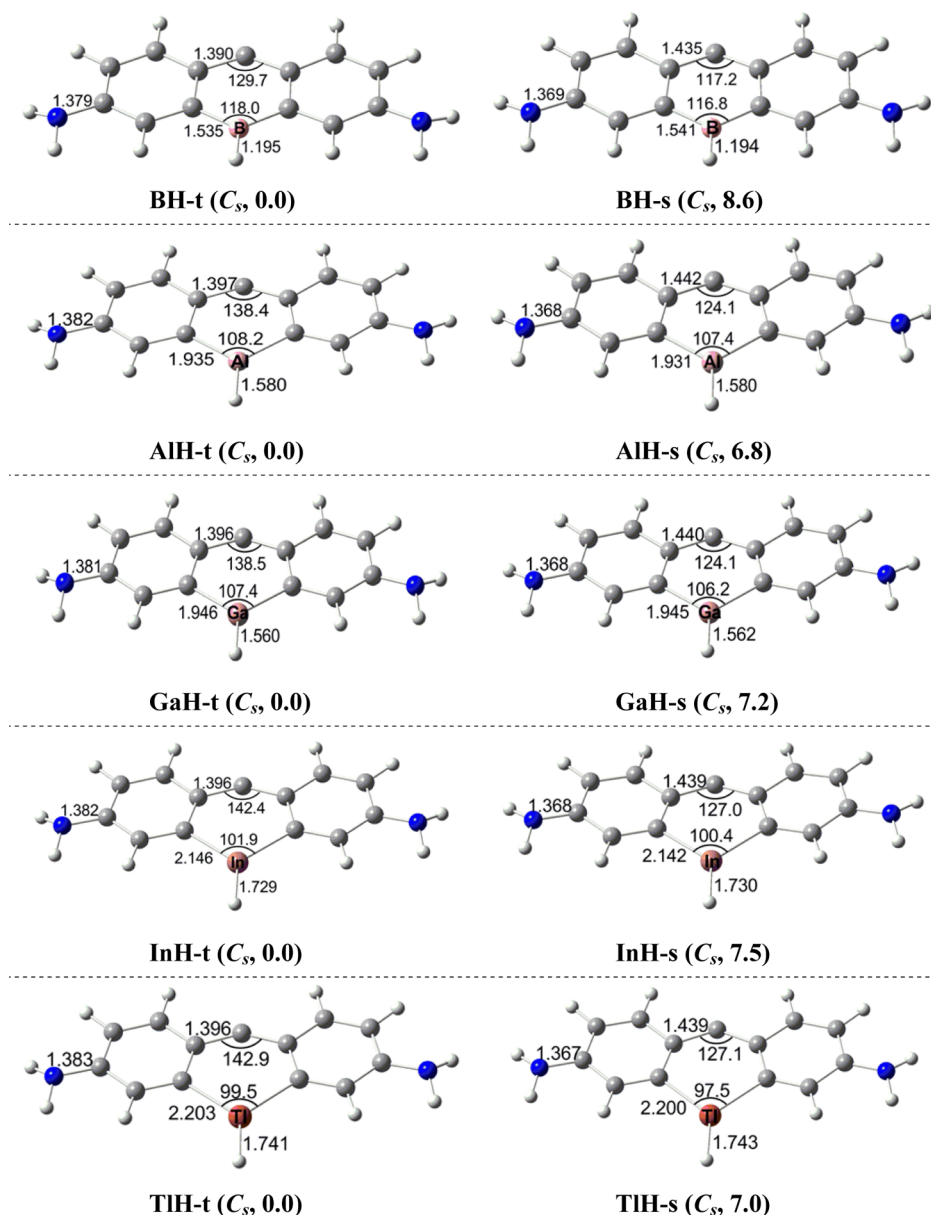 1.390 1.435
129.7 117.2
1.379 118.0 1.369 116.8
1.535 B 1.541 B
1.195 1.194
BH-t (Cs, 0.0) BH-s (Cs, 8.6)
1.397 1.442
138.4 124.1
1.382 108.2 1.368 107.4
1.935 Al 1.931 Al
1.580 1.580
AlH-t (Cs, 0.0) AlH-s (Cs, 6.8)
1.396 1.440
138.5 124.1
1.381 107.4 1.368 106.2
1.946 Ga 1.945 Ga
1.560 1.562
GaH-t (Cs, 0.0) GaH-s (Cs, 7.2)
1.396 1.439
142.4 127.0
1.382 101.9 1.368 100.4
2.146 In 2.142 In
1.729 1.730
InH-t (Cs, 0.0) InH-s (Cs, 7.5)
1.396 1.439
142.9 127.1
1.383 99.5 1.367 97.5
2.203 Tl 2.200 Tl
1.741 1.743
TlH-t (Cs, 0.0) TlH-s (Cs, 7.0)